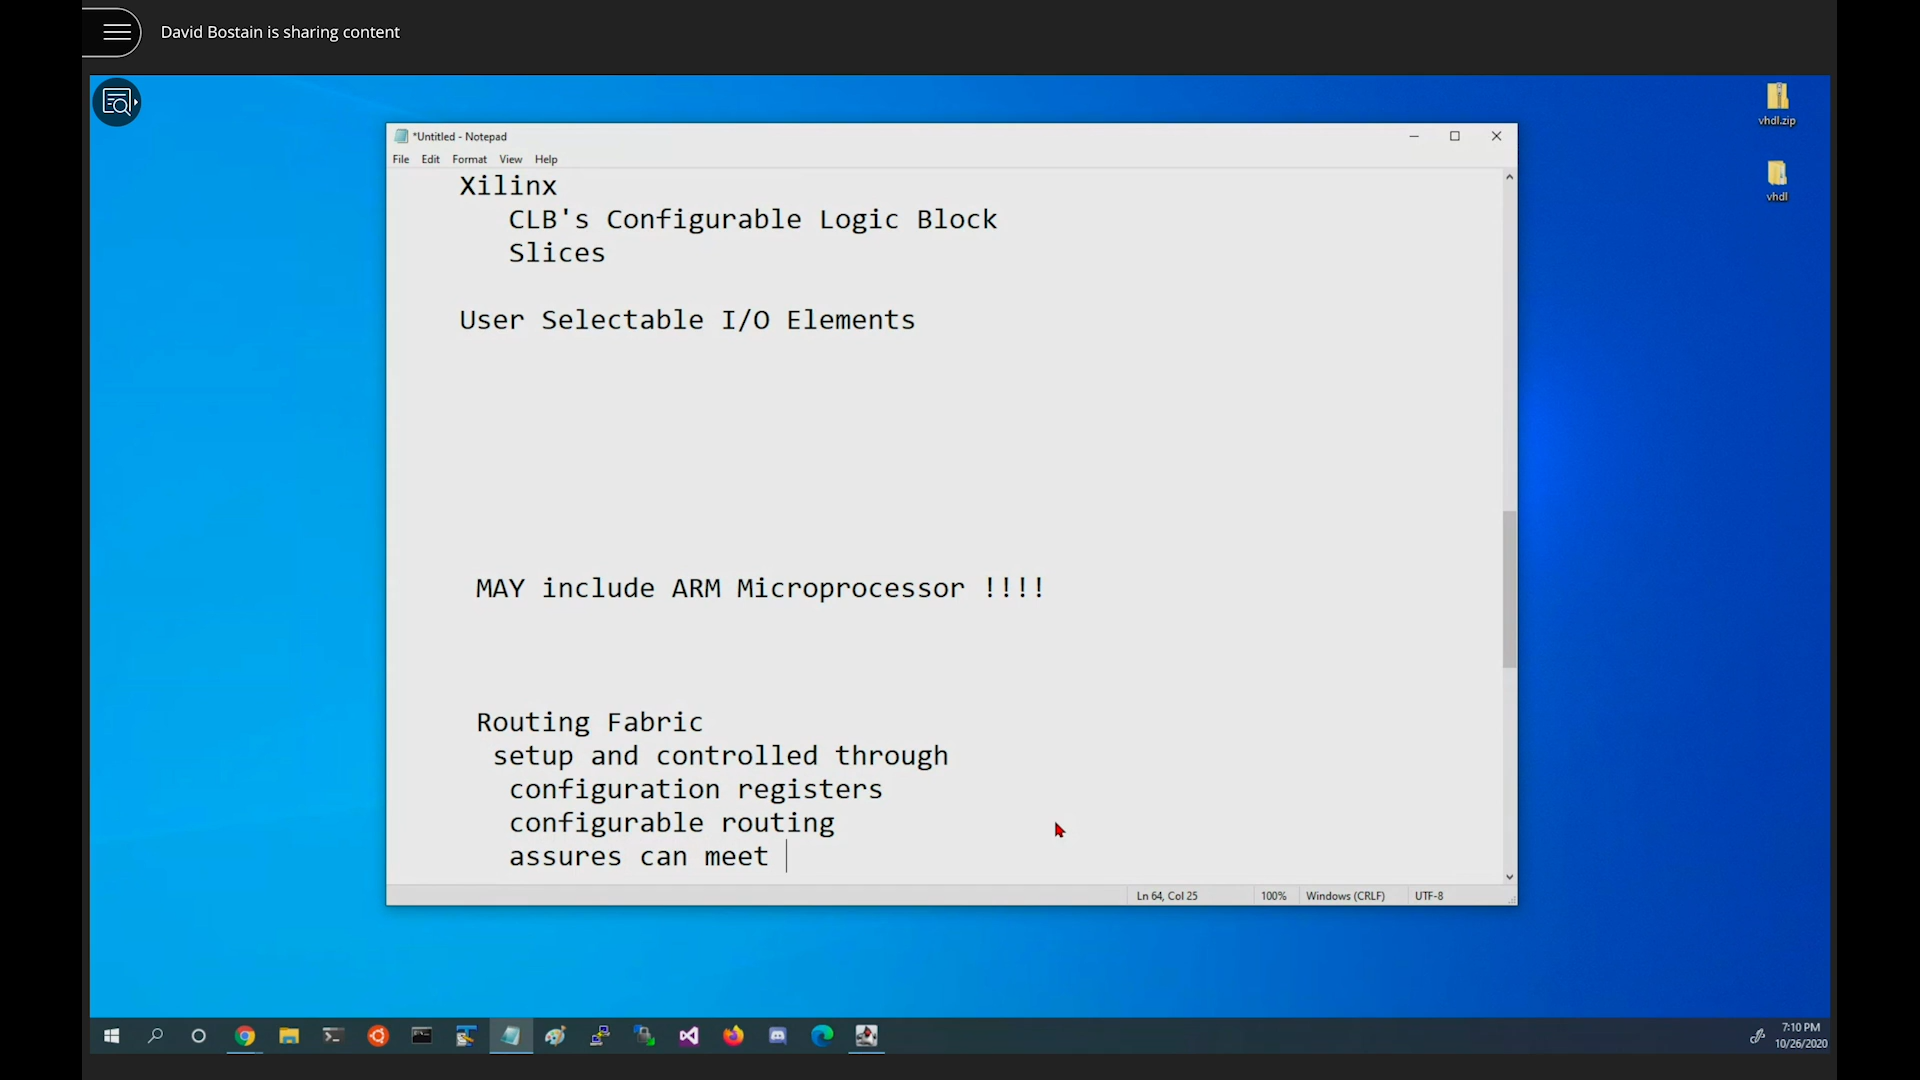 David Bostain is sharing content
vhdl.zip
vhdl
*Untitled - Notepad
File Edit Format View Help
Xilinx
CLB's Configurable Logic Block
Slices
User Selectable I/O Elements
MAY include ARM Microprocessor !!!!
Routing Fabric
setup and controlled through
configuration registers
configurable routing
assures can meet
Ln 64, Col 25 100% Windows (CRLF) UTF-8
7:10 PM
10/26/2020